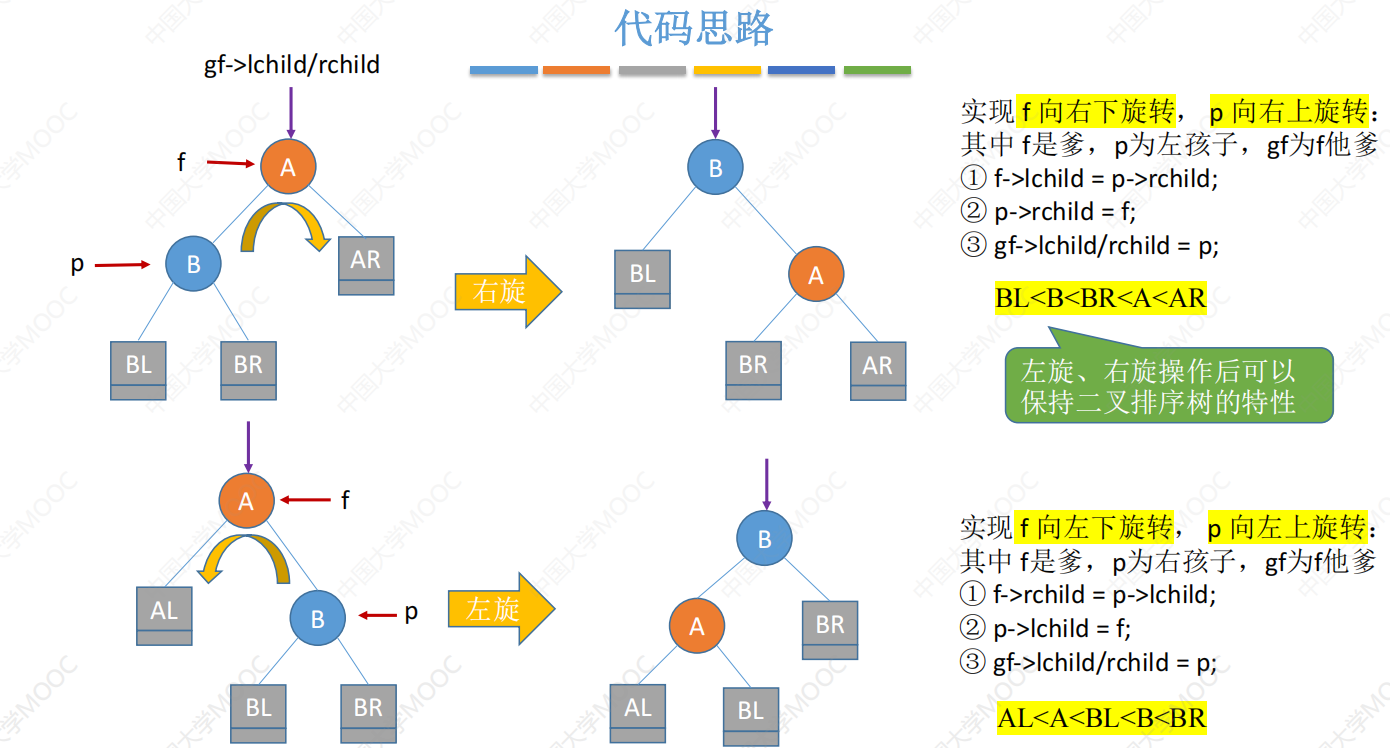 代码思路
gf->lchild/rchild
f
A
p
B
AR
BL
BR
右旋
B
BL
A
BR
AR
实现 f 向右下旋转， p 向右上旋转：
其中 f是爹，p为左孩子，gf为f他爹
① f->lchild = p->rchild;
② p->rchild = f;
③ gf->lchild/rchild = p;
BL<B<BR<A<AR
左旋、右旋操作后可以
保持二叉排序树的特性
A
f
AL
B
p
BL
BR
左旋
B
A
BR
AL
BL
实现 f 向左下旋转， p 向左上旋转：
其中 f是爹，p为右孩子，gf为f他爹
① f->rchild = p->lchild;
② p->lchild = f;
③ gf->lchild/rchild = p;
AL<A<BL<B<BR
中国大学MOOC